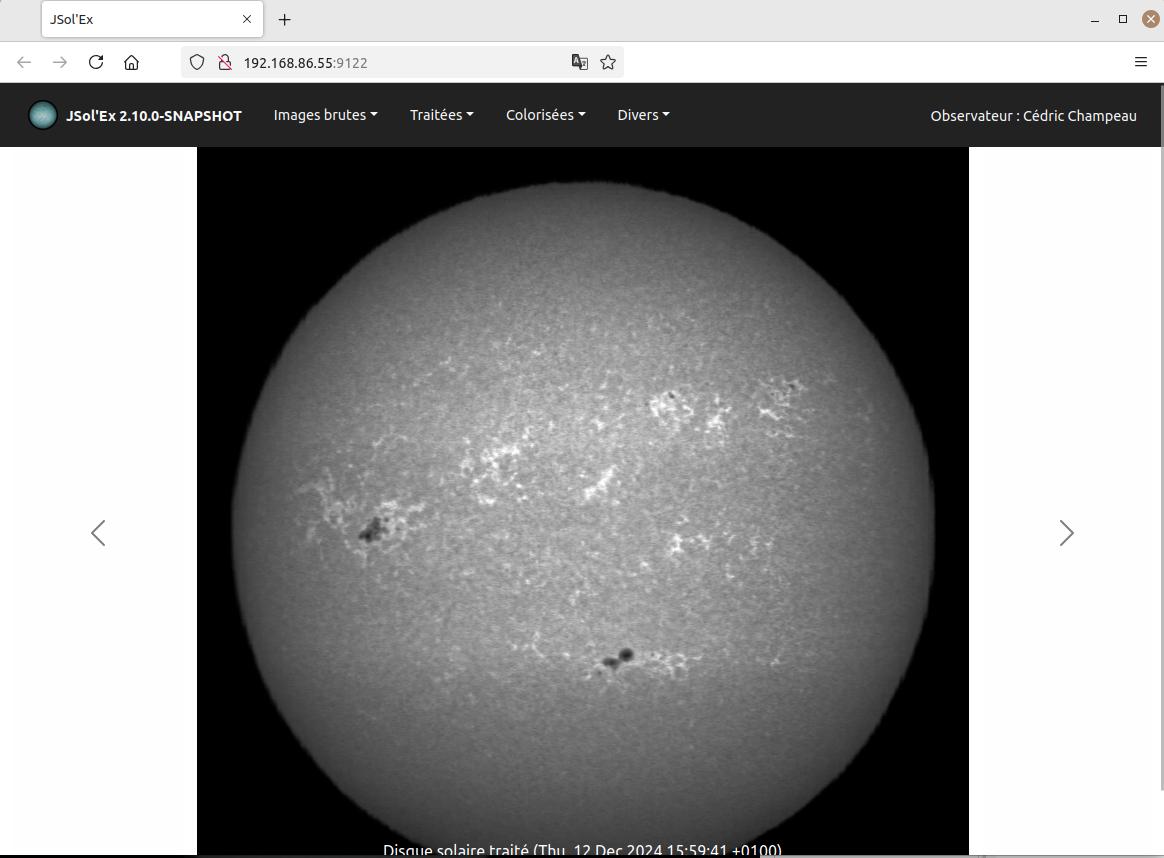 JSol'Ex
192.168.86.55:9122
JSol'Ex 2.10.0-SNAPSHOT Images brutes Traitées Colorisées Divers Observateur : Cédric Champeau
Disque solaire traité (Thu, 12 Dec 2024 15:59:41 +0100)